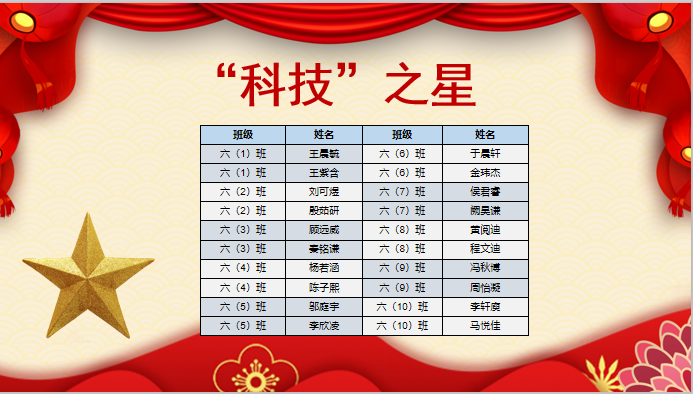 “科技”之星
班级 姓名 班级 姓名
六（1）班 王晨毓 六（6）班 于晨轩
六（1）班 王紫含 六（6）班 金玮杰
六（2）班 刘可煜 六（7）班 侯君睿
六（2）班 殷茹研 六（7）班 阙昊谦
六（3）班 顾远威 六（8）班 黄阅迪
六（3）班 秦铭谦 六（8）班 程文迪
六（4）班 杨若涵 六（9）班 冯秋博
六（4）班 陈子熙 六（9）班 周怡凝
六（5）班 邬庭宇 六（10）班 李轩
六（5）班 李欣凌 六（10）班 马悦佳